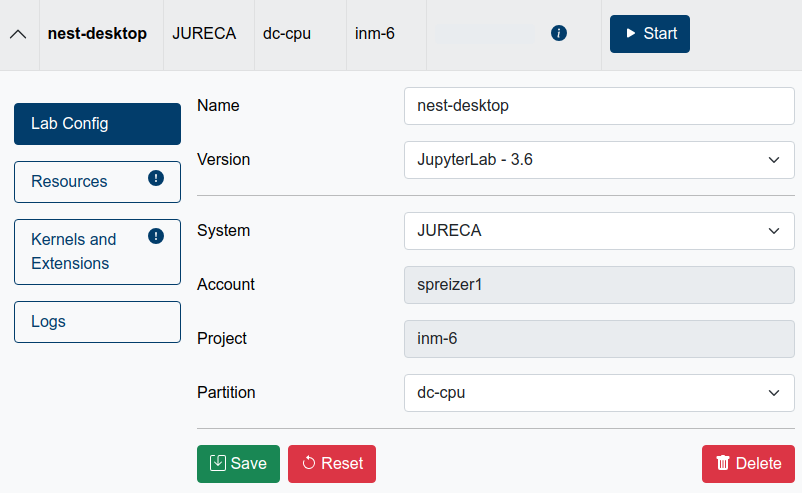 nest-desktop JURECA dc-cpu inm-6 Start
Lab Config
Resources
Kernels and
Extensions
Logs
Name nest-desktop
Version JupyterLab - 3.6
System JURECA
Account spreizer1
Project inm-6
Partition dc-cpu
Save Reset Delete